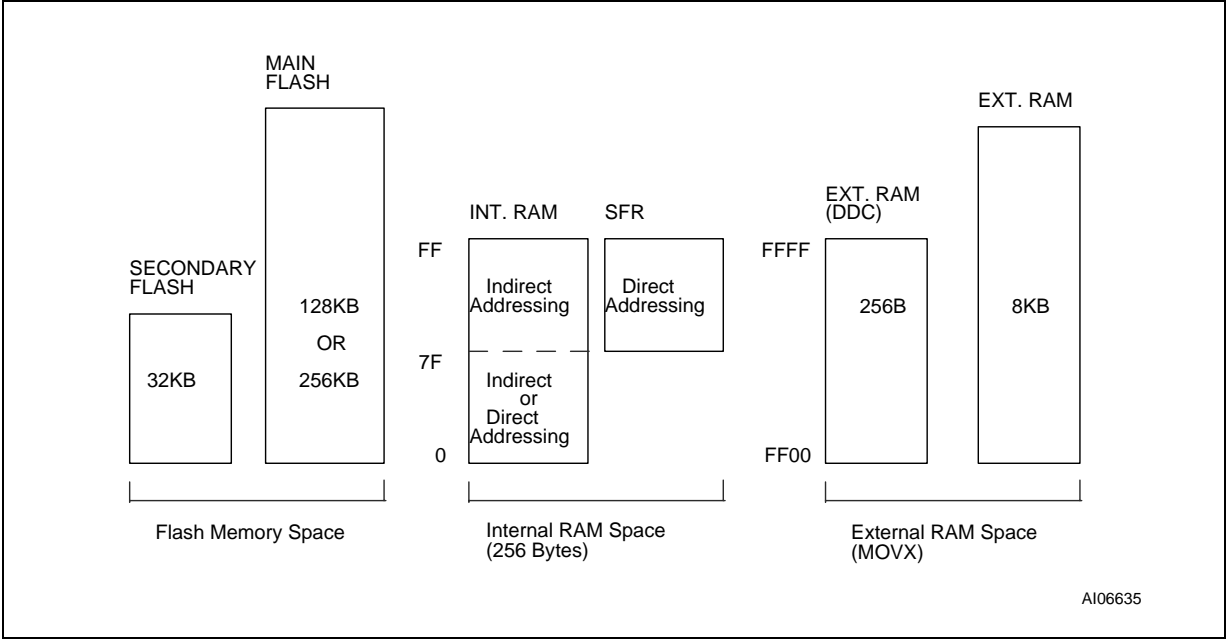 MAIN
FLASH
EXT. RAM
EXT. RAM
(DDC)
INT. RAM
SFR
FF
FFFF
SECONDARY
FLASH
Indirect
Addressing
Direct
Addressing
128KB
OR
256KB
256B
8KB
7F
32KB
Indirect
or
Direct
Addressing
0
FF00
Flash Memory Space
Internal RAM Space
(256 Bytes)
External RAM Space
(MOVX)
AI06635